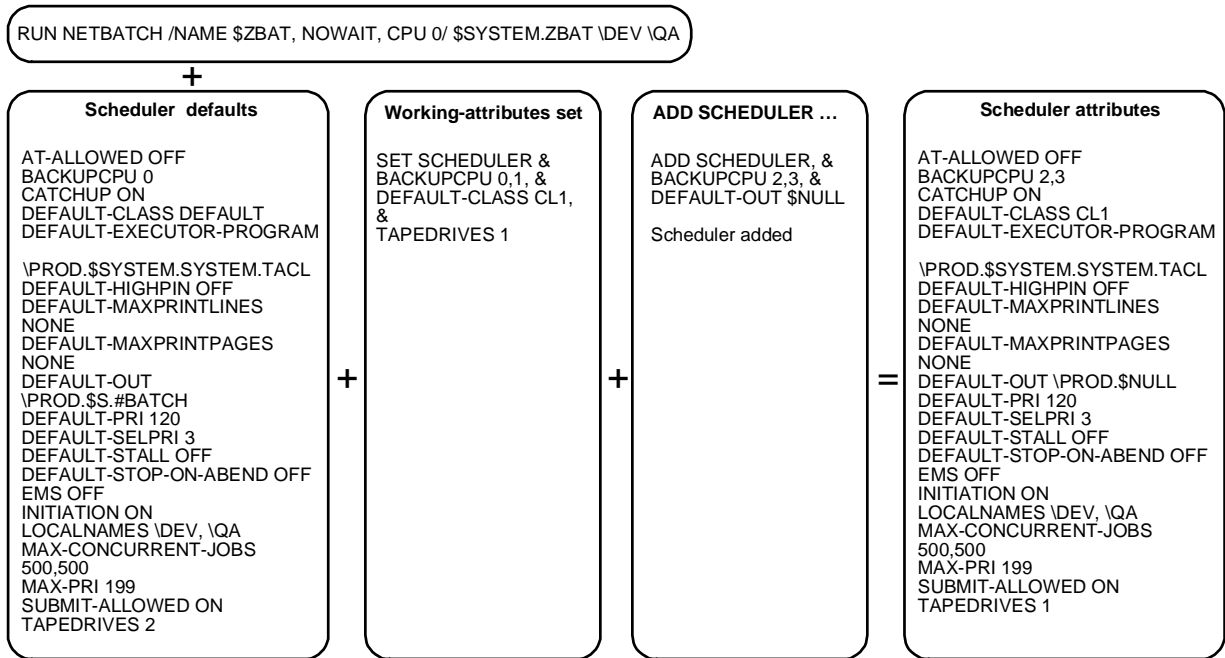 RUN NETBATCH /NAME $ZBAT, NOWAIT, CPU 0/ $SYSTEM.ZBAT \DEV \QA
+
Scheduler defaults
AT-ALLOWED OFF
BACKUPCPU 0
CATCHUP ON
DEFAULT-CLASS DEFAULT
DEFAULT-EXECUTOR-PROGRAM
\PROD.$SYSTEM.SYSTEM.TACL
DEFAULT-HIGHPIN OFF
DEFAULT-MAXPRINTLINES
NONE
DEFAULT-MAXPRINTPAGES
NONE
DEFAULT-OUT
\PROD.$S.#BATCH
DEFAULT-PRI 120
DEFAULT-SELPRI 3
DEFAULT-STALL OFF
DEFAULT-STOP-ON-ABEND OFF
EMS OFF
INITIATION ON
LOCALNAMES \DEV, \QA
MAX-CONCURRENT-JOBS
500,500
MAX-PRI 199
SUBMIT-ALLOWED ON
TAPEDRIVES 2
+
Working-attributes set
SET SCHEDULER &
BACKUPCPU 0,1, &
DEFAULT-CLASS CL1,
&
TAPEDRIVES 1
+
ADD SCHEDULER …
ADD SCHEDULER, &
BACKUPCPU 2,3, &
DEFAULT-OUT $NULL
Scheduler added
=
Scheduler attributes
AT-ALLOWED OFF
BACKUPCPU 2,3
CATCHUP ON
DEFAULT-CLASS CL1
DEFAULT-EXECUTOR-PROGRAM
\PROD.$SYSTEM.SYSTEM.TACL
DEFAULT-HIGHPIN OFF
DEFAULT-MAXPRINTLINES
NONE
DEFAULT-MAXPRINTPAGES
NONE
DEFAULT-OUT \PROD.$NULL
DEFAULT-PRI 120
DEFAULT-SELPRI 3
DEFAULT-STALL OFF
DEFAULT-STOP-ON-ABEND OFF
EMS OFF
INITIATION ON
LOCALNAMES \DEV, \QA
MAX-CONCURRENT-JOBS
500,500
MAX-PRI 199
SUBMIT-ALLOWED ON
TAPEDRIVES 1